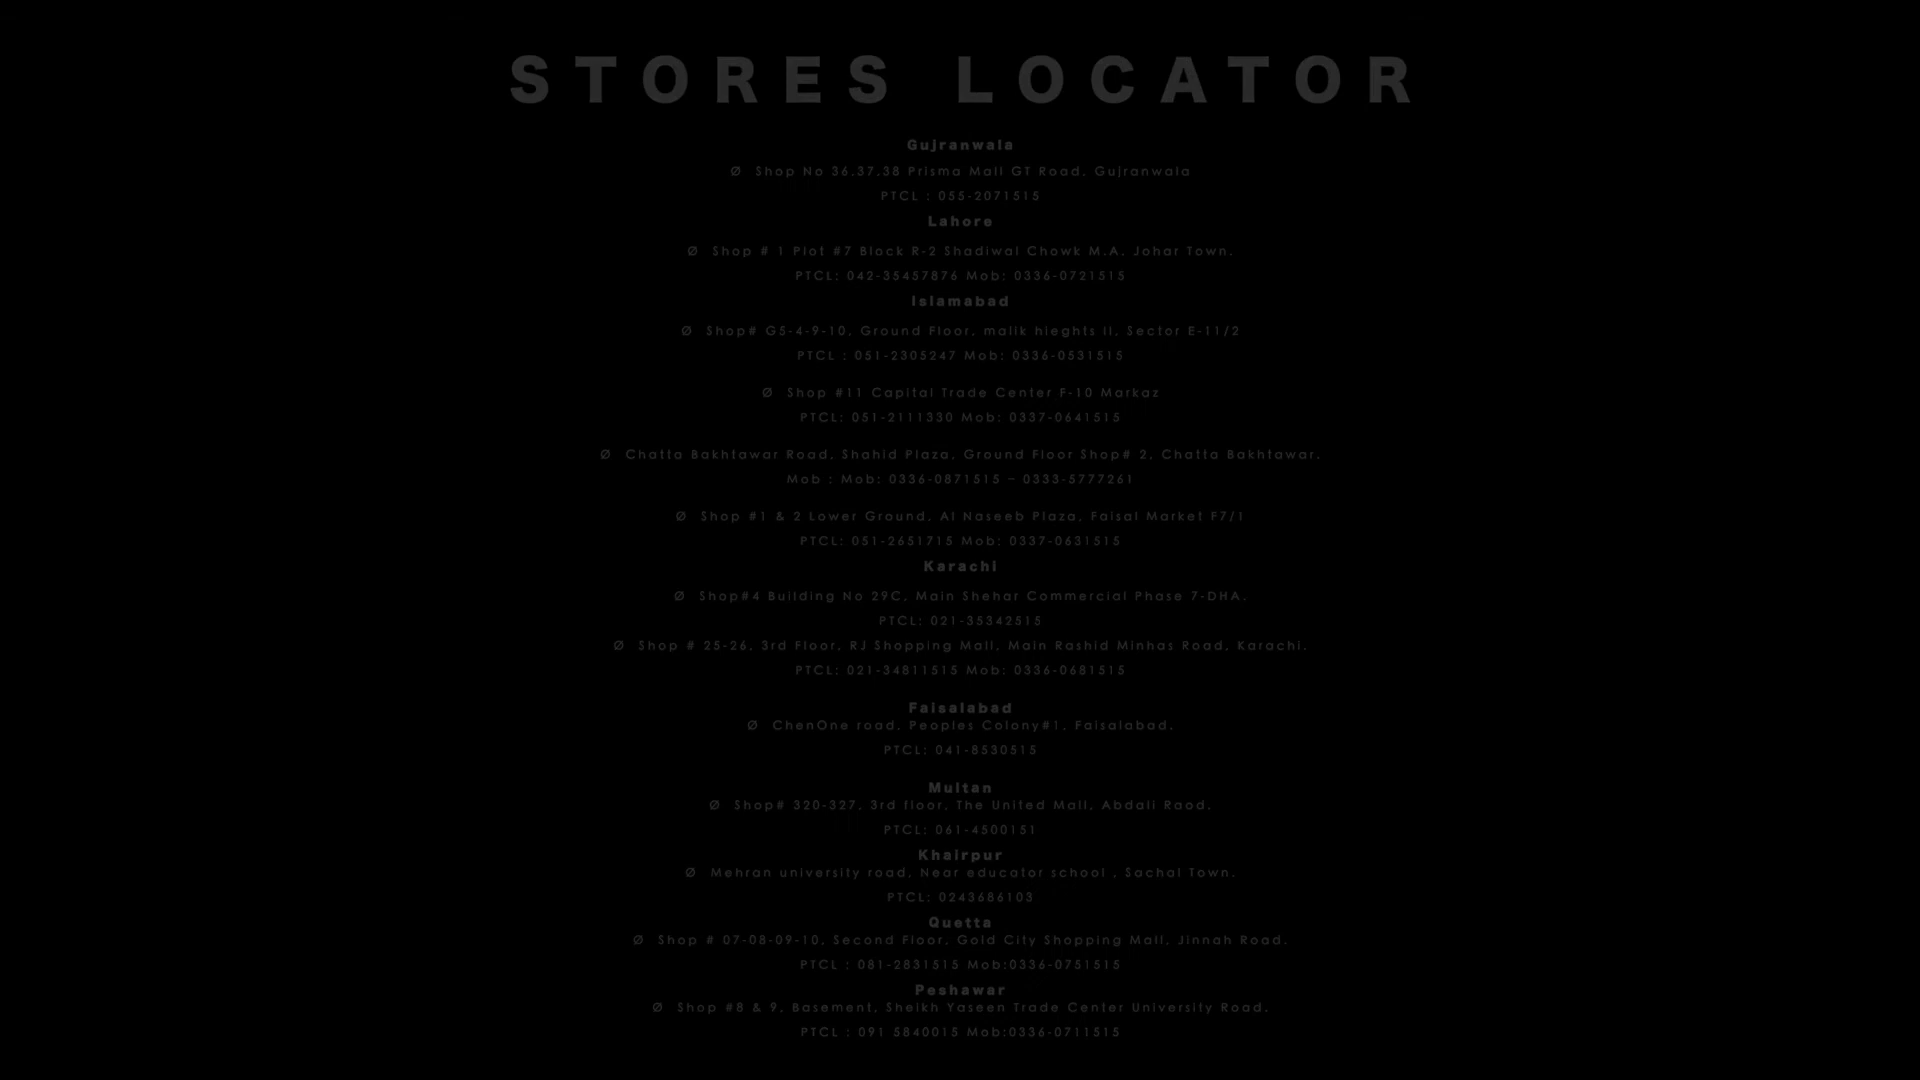 STORES LOCATOR
Gujranwala
Ø Shop No 36,37,38 Prisma Mall GT Road, Gujranwala
PTCL : 055-2071515
Lahore
Ø Shop # 1 Plot #7 Block R-2 Shadiwal Chowk M.A. Johar Town.
PTCL: 042-35457876 Mob: 0336-0721515
Islamabad
Ø Shop# G5-4-9-10, Ground Floor, malik hieghts II, Sector E-11/2
PTCL : 051-2305247 Mob: 0336-0531515
Ø Shop #11 Capital Trade Center F-10 Markaz
PTCL: 051-2111330 Mob: 0337-0641515
Ø Chatta Bakhtawar Road, Shahid Plaza, Ground Floor Shop# 2, Chatta Bakhtawar.
Mob : Mob: 0336-0871515 – 0333-5777261
Ø Shop #1 & 2 Lower Ground, Al Naseeb Plaza, Faisal Market F7/1
PTCL: 051-2651715 Mob: 0337-0631515
Karachi
Ø Shop#4 Building No 29C, Main Shehar Commercial Phase 7-DHA.
PTCL: 021-35342515
Ø Shop # 25-26, 3rd Floor, RJ Shopping Mall, Main Rashid Minhas Road, Karachi.
PTCL: 021-34811515 Mob: 0336-0681515
Faisalabad
Ø ChenOne road, Peoples Colony#1, Faisalabad.
PTCL: 041-8530515
Multan
Ø Shop# 320-327, 3rd floor, The United Mall, Abdali Raod.
PTCL: 061-4500151
Khairpur
Ø Mehran university road, Near educator school , Sachal Town.
PTCL: 0243686103
Quetta
Ø Shop # 07-08-09-10, Second Floor, Gold City Shopping Mall, Jinnah Road.
PTCL : 081-2831515 Mob:0336-0751515
Peshawar
Ø Shop #8 & 9, Basement, Sheikh Yaseen Trade Center University Road.
PTCL : 091 5840015 Mob:0336-0711515